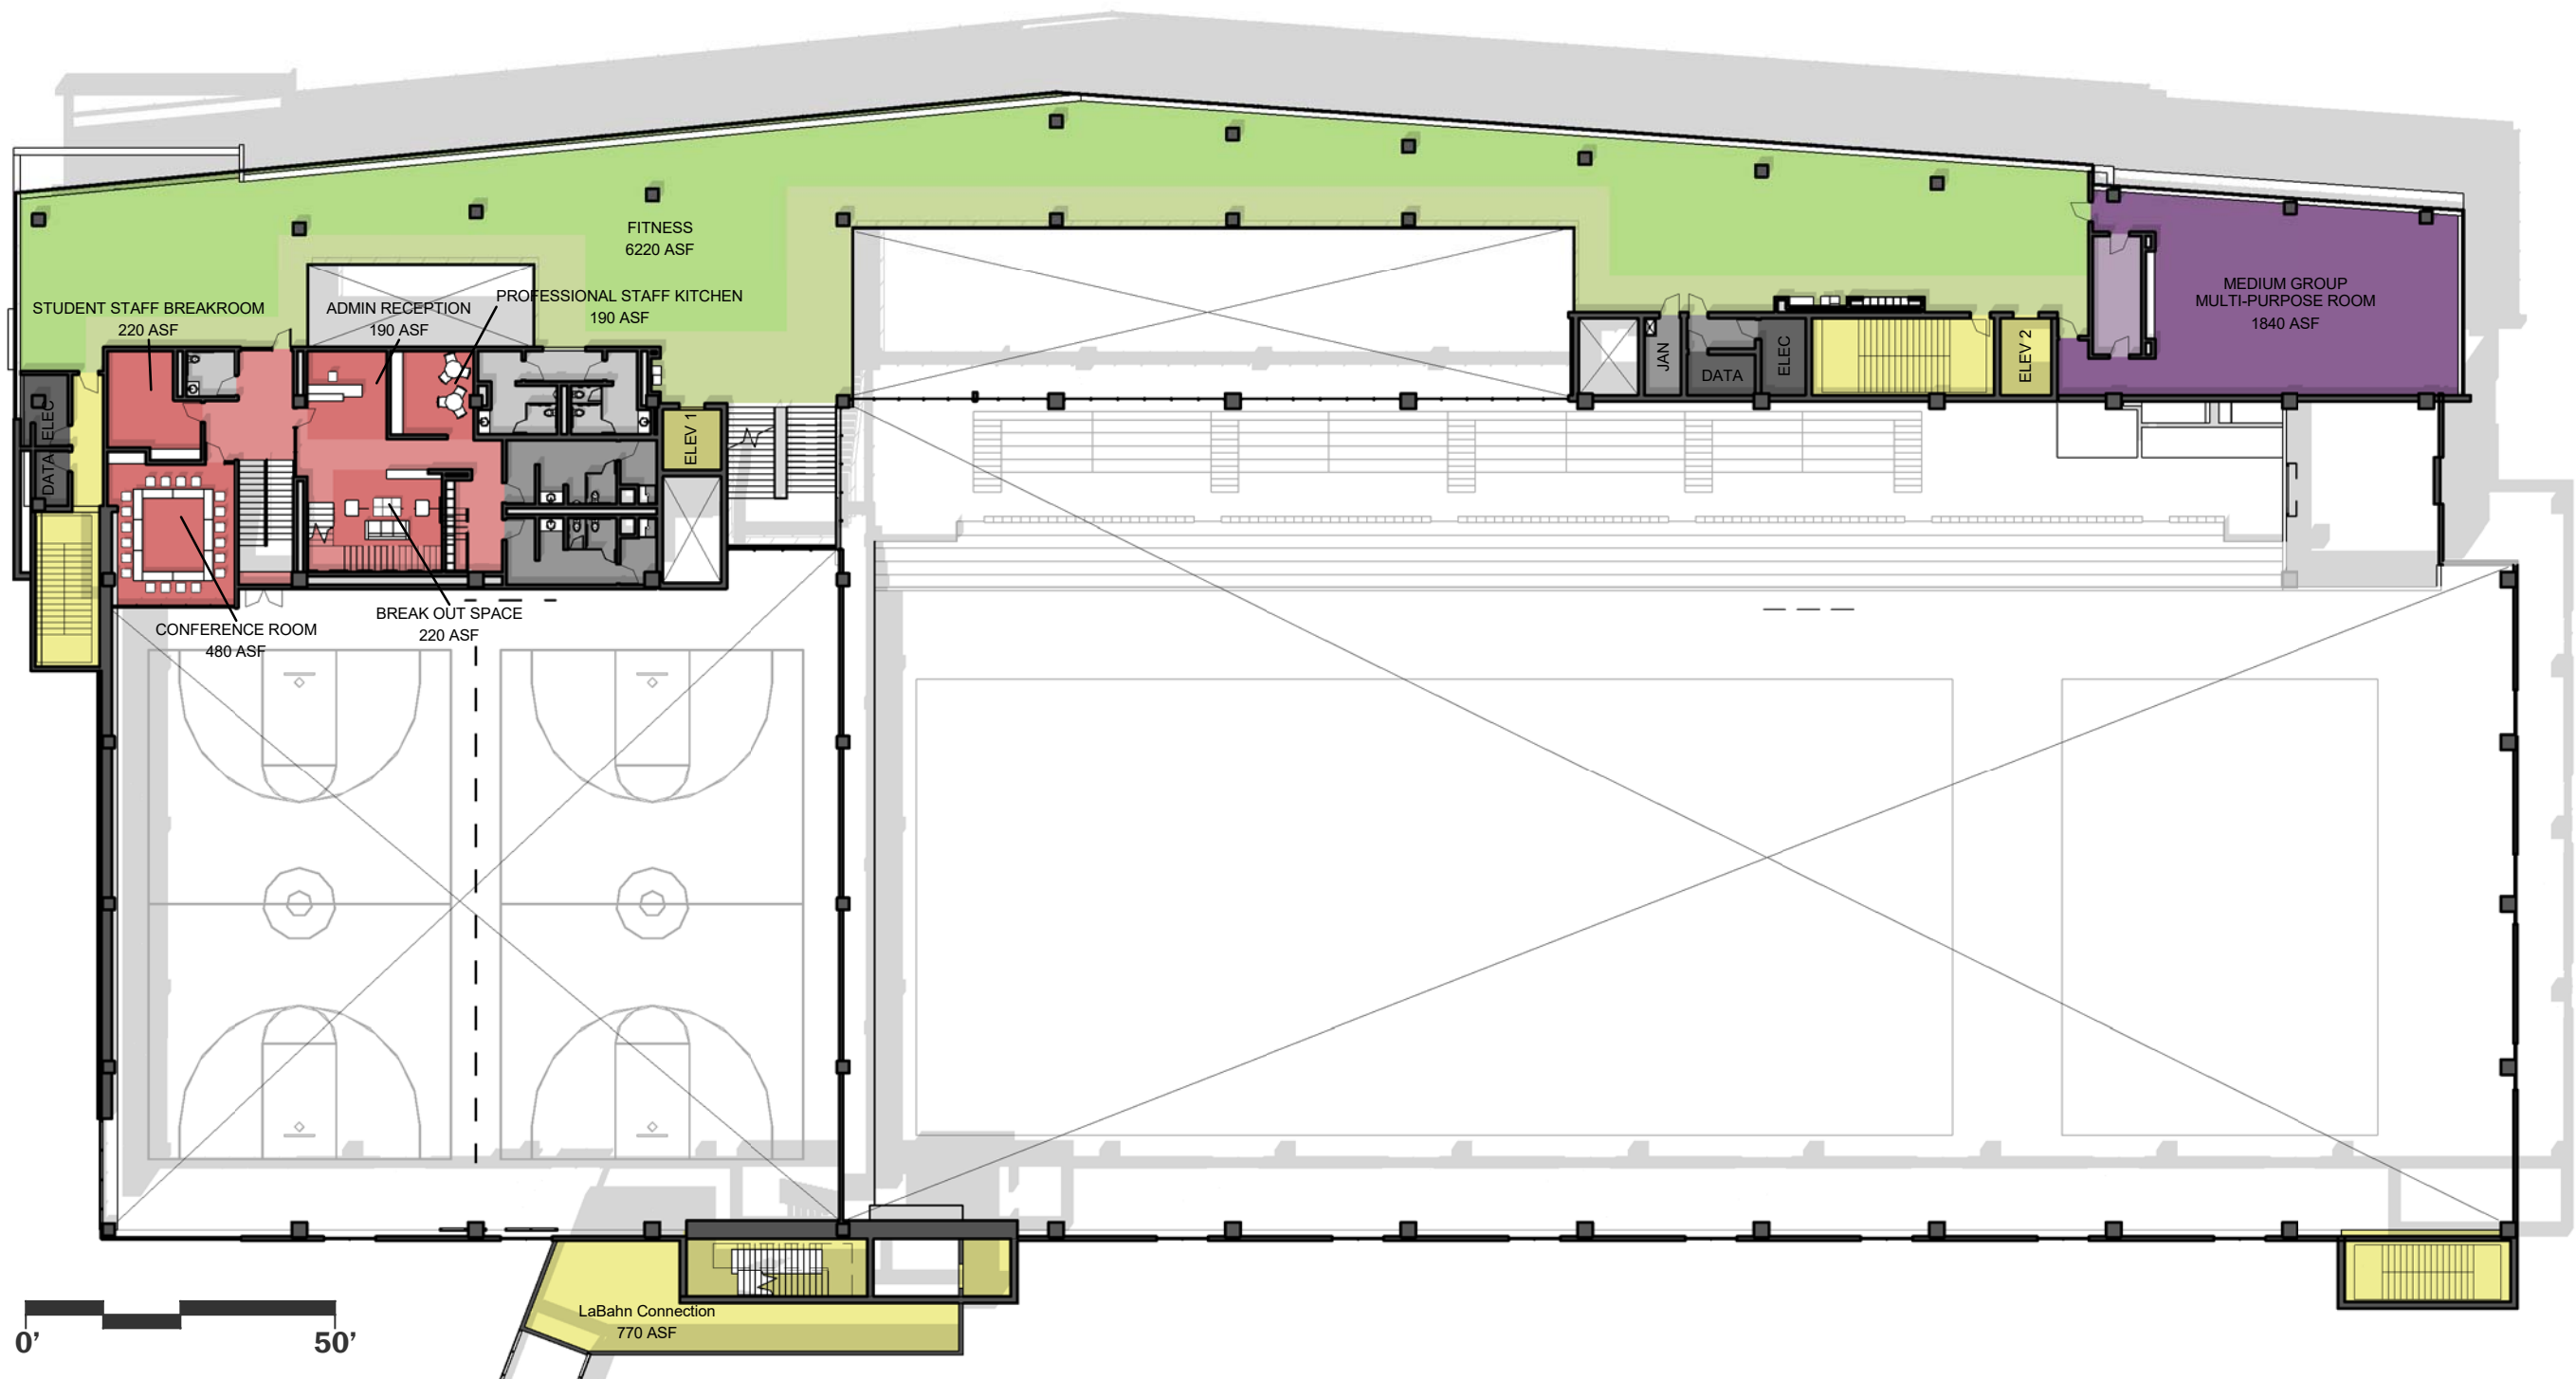 FITNESS
6220 ASF
STUDENT STAFF BREAKROOM
220 ASF
ADMIN RECEPTION
190 ASF
PROFESSIONAL STAFF KITCHEN
190 ASF
MEDIUM GROUP
MULTI-PURPOSE ROOM
1840 ASF
JAN
DATA
ELEC
ELEV 2
ELEC
DATA
ELEV 1
CONFERENCE ROOM
480 ASF
BREAK OUT SPACE
220 ASF
LaBahn Connection
770 ASF
0'
50'